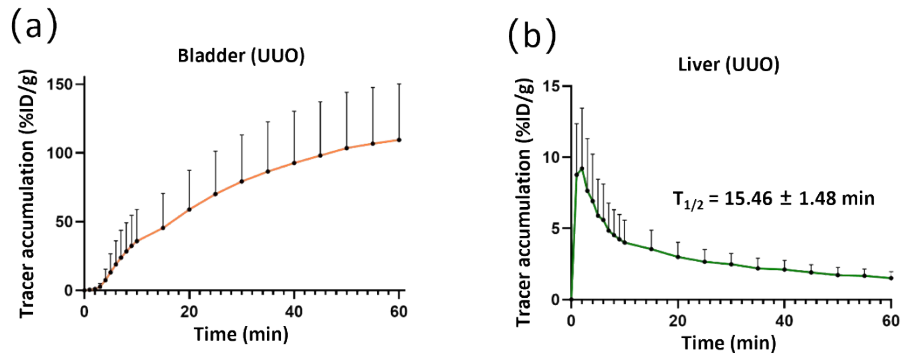 (a)
Bladder (UUO)
Tracer accumulation (%ID/g)
150
100
50
0
0 20 40 60
Time (min)
(b)
Liver (UUO)
Tracer accumulation (%ID/g)
15
10
5
0
T1/2 = 15.46 ± 1.48 min
0 20 40 60
Time (min)